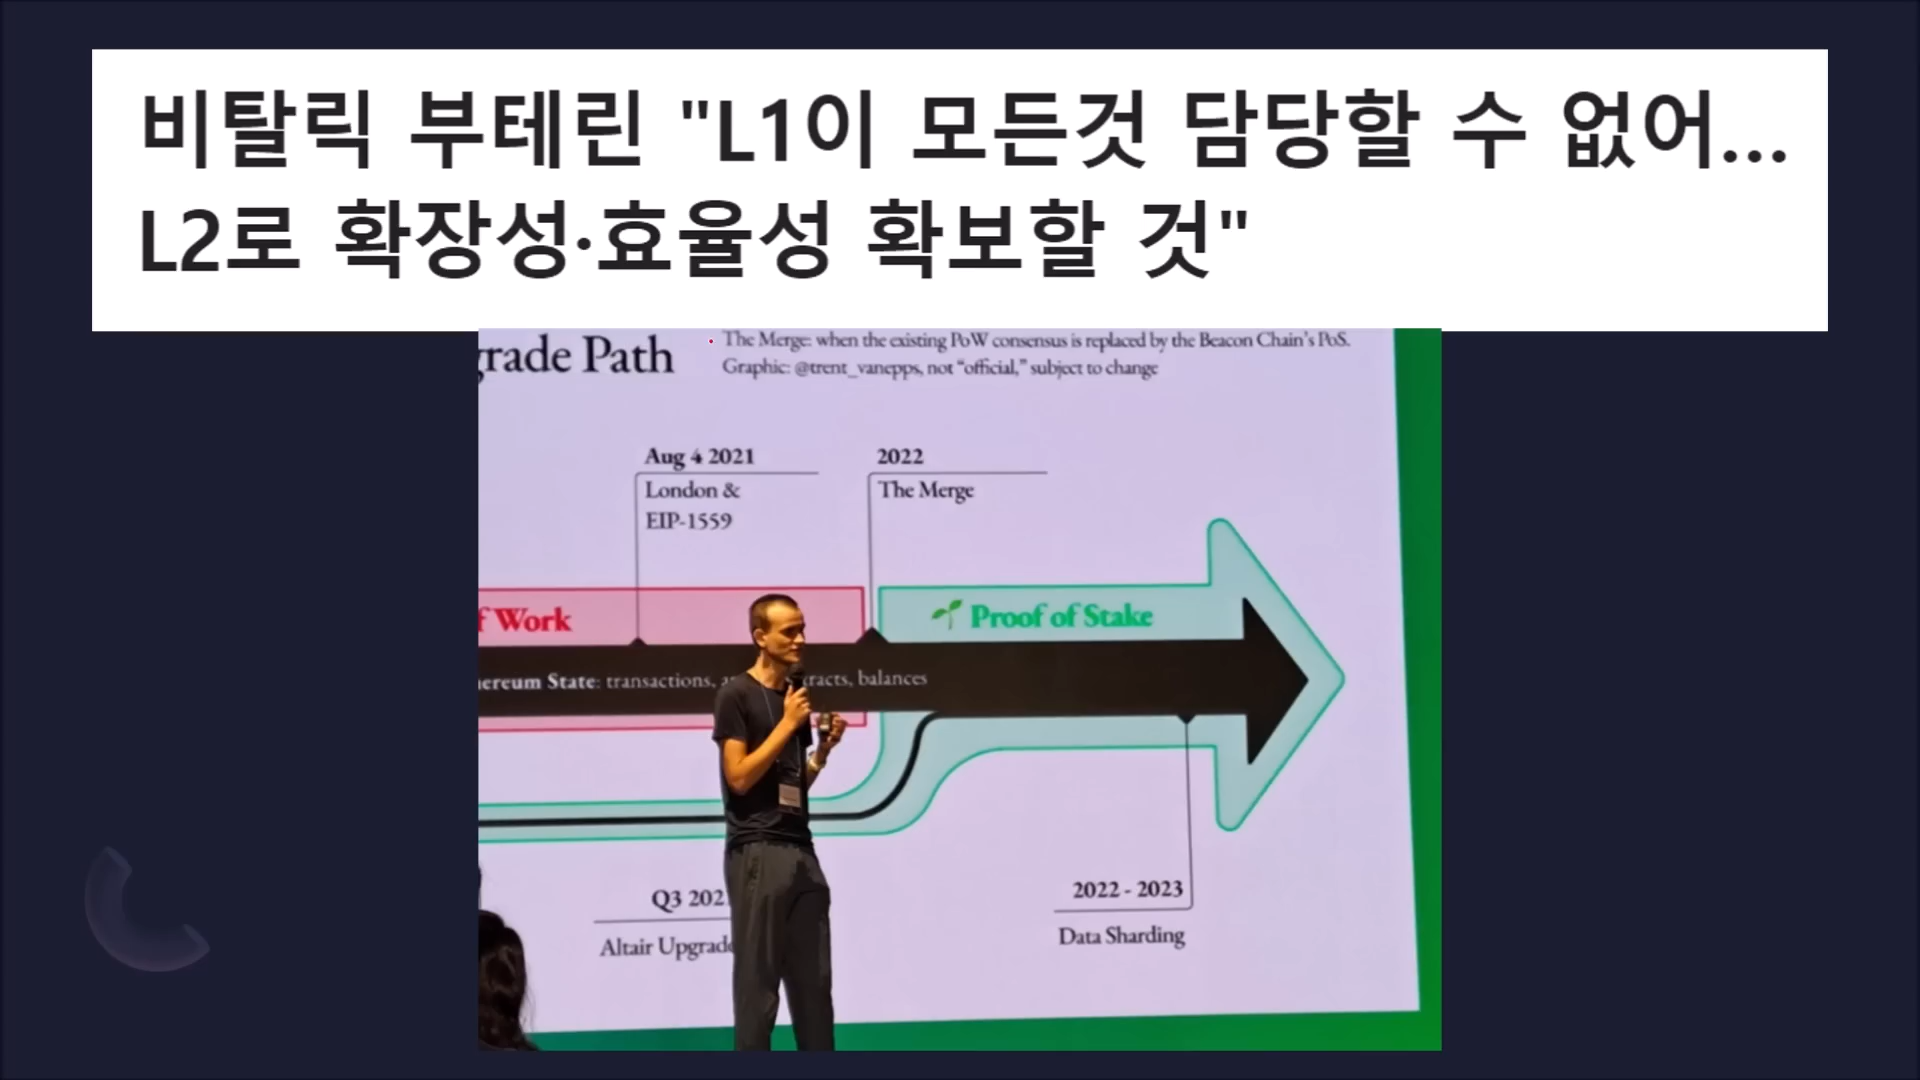 비탈릭 부테린 "L1이 모든것 담당할 수 없어...
L2로 확장성·효율성 확보할 것"
grade Path
The Merge: when the existing PoW consensus is replaced by the Beacon Chain's PoS.
Graphic: @trent_vanepps, not "official," subject to change
Aug 4 2021
London &
EIP-1559
2022
The Merge
f Work
Proof of Stake
ereum State: transactions, racts, balances
Q3 202
Altair Upgrade
2022 - 2023
Data Sharding